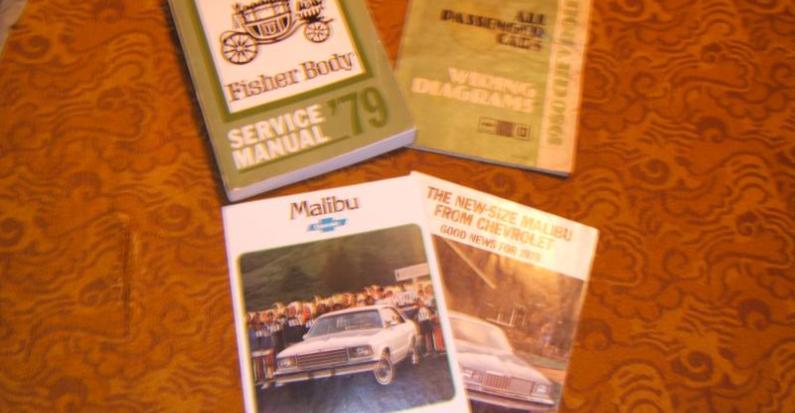 Fisher Body
SERVICE
MANUAL '79
ALL
PASSENGER
CARS
WIRING
DIAGRAMS
1980 CHEVROLET
Malibu
Chevrolet
THE NEW-SIZE MALIBU
FROM CHEVROLET
GOOD NEWS FOR 1978